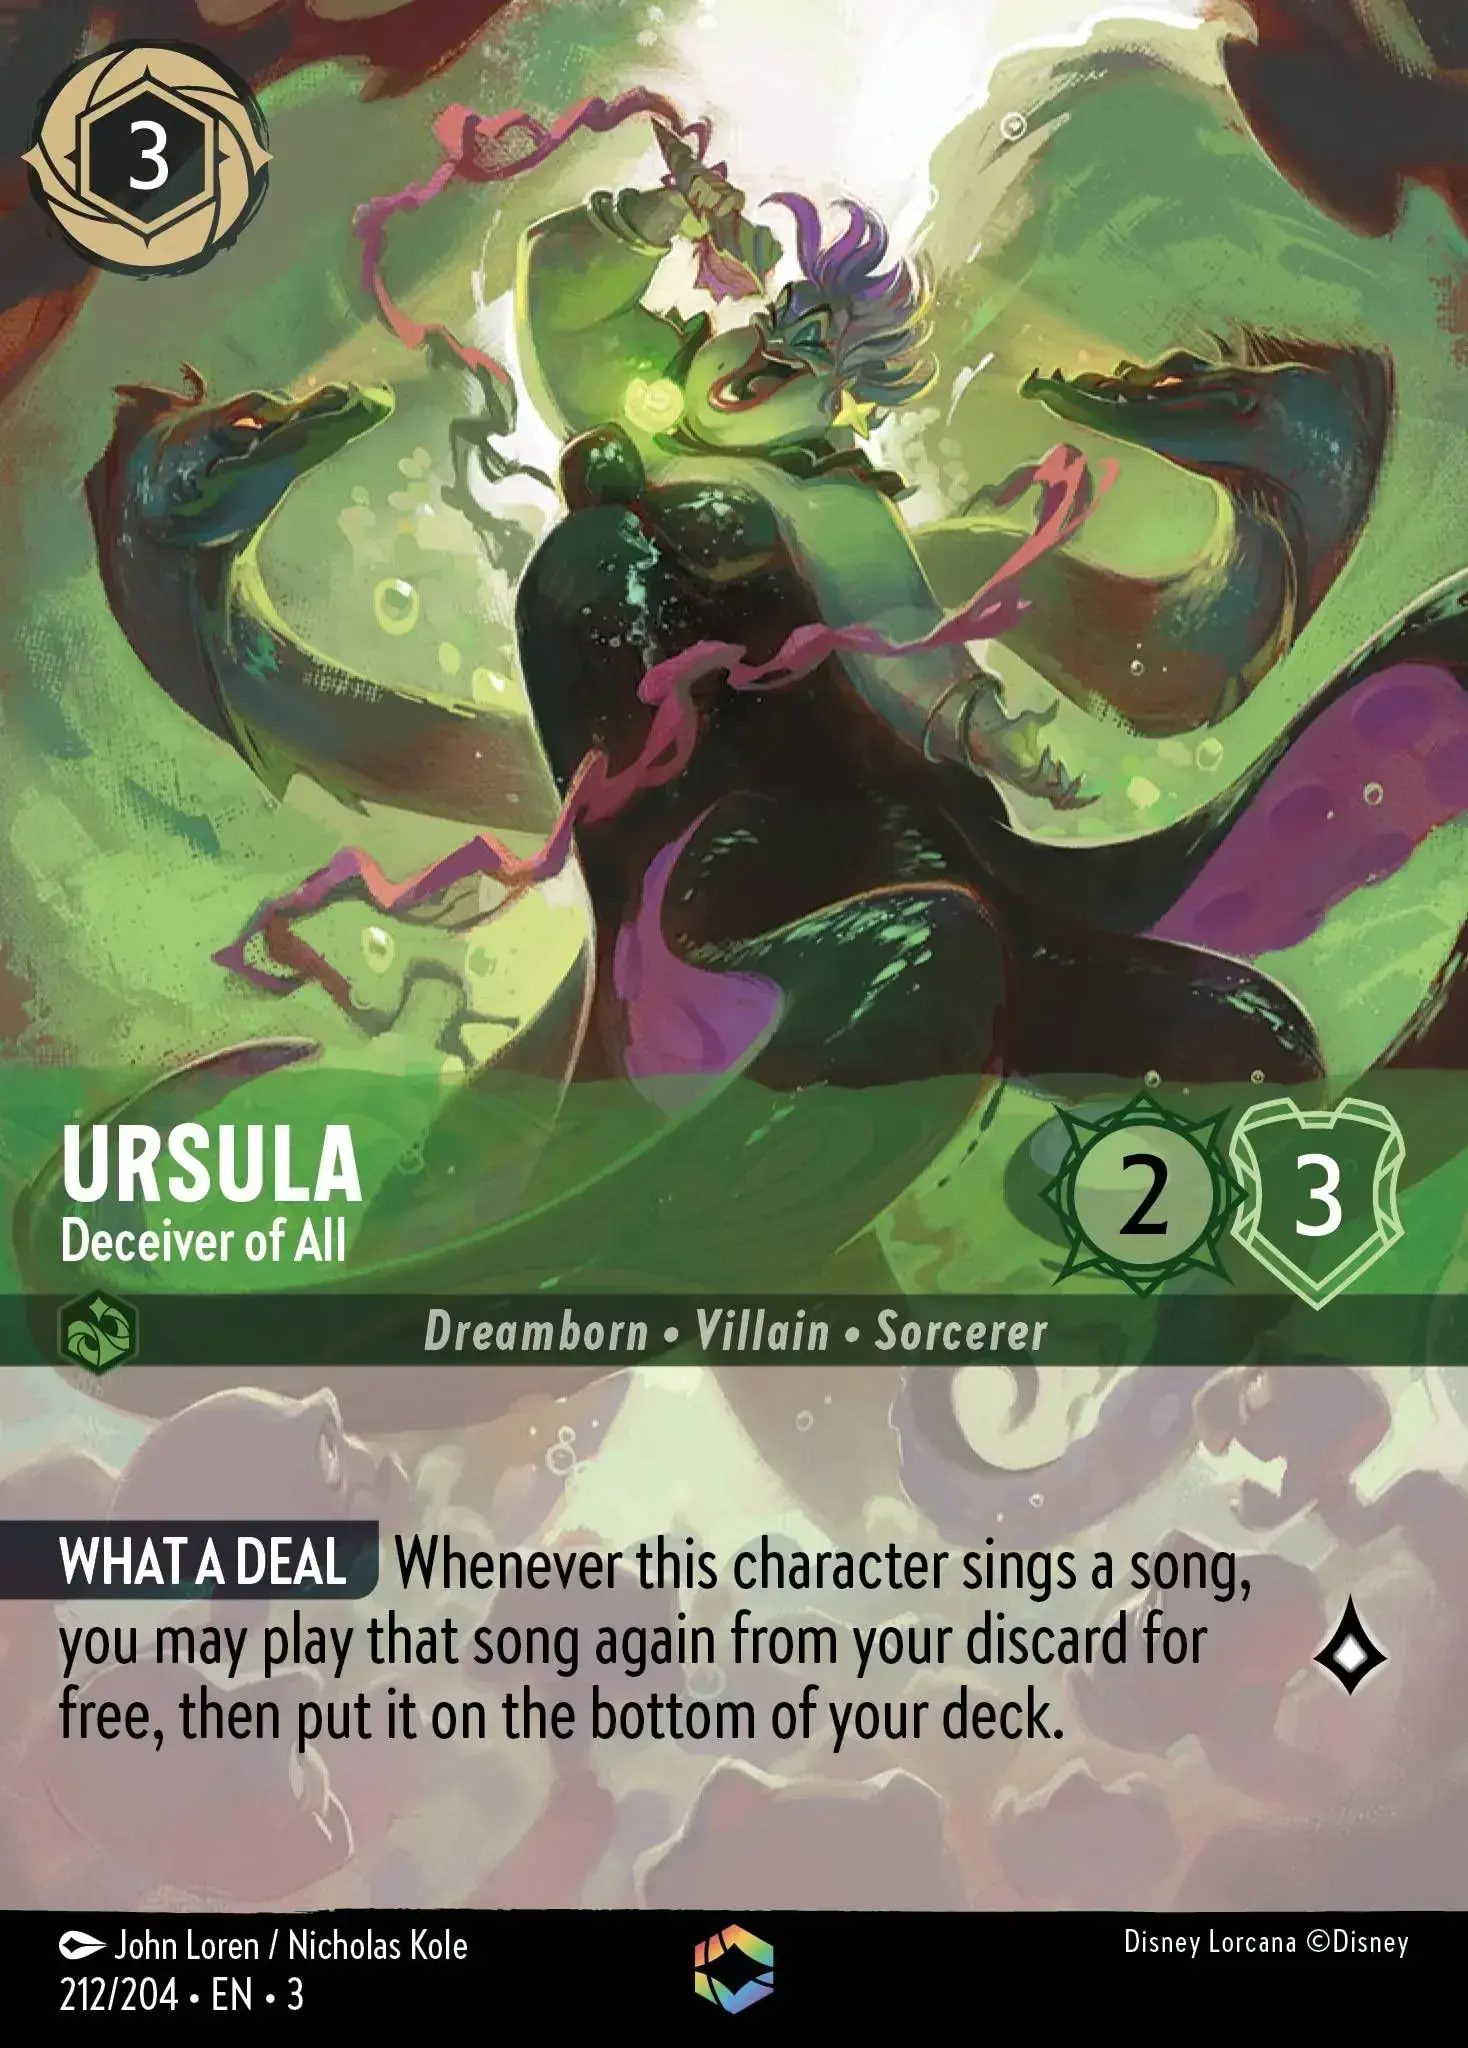 3
URSULA
Deceiver of All
2
3
Dreamborn • Villain • Sorcerer
WHAT A DEAL Whenever this character sings a song,
you may play that song again from your discard for
free, then put it on the bottom of your deck.
John Loren / Nicholas Kole
Disney Lorcana ©Disney
212/204 • EN • 3